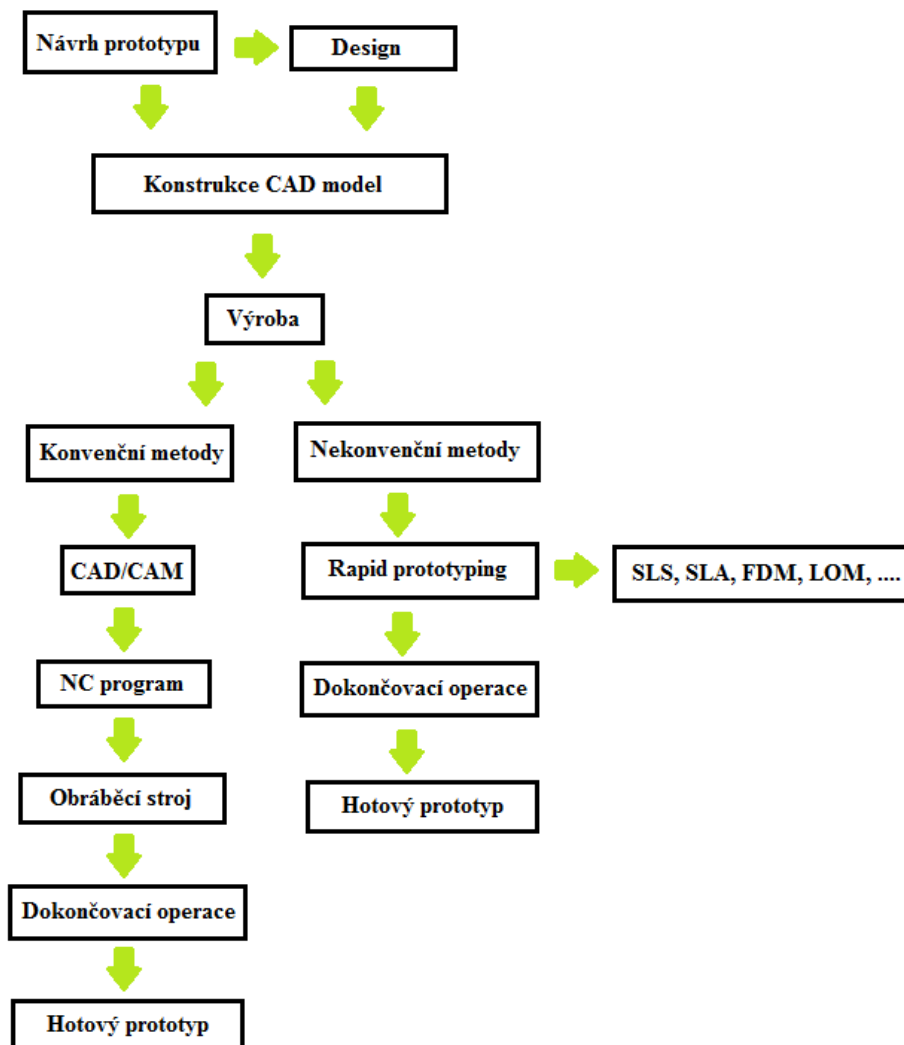 Návrh prototypu
Design
Konstrukce CAD model
Výroba
Konvenční metody
Nekonvenční metody
CAD/CAM
Rapid prototyping
SLS, SLA, FDM, LOM, ....
NC program
Dokončovací operace
Obráběcí stroj
Hotový prototyp
Dokončovací operace
Hotový prototyp